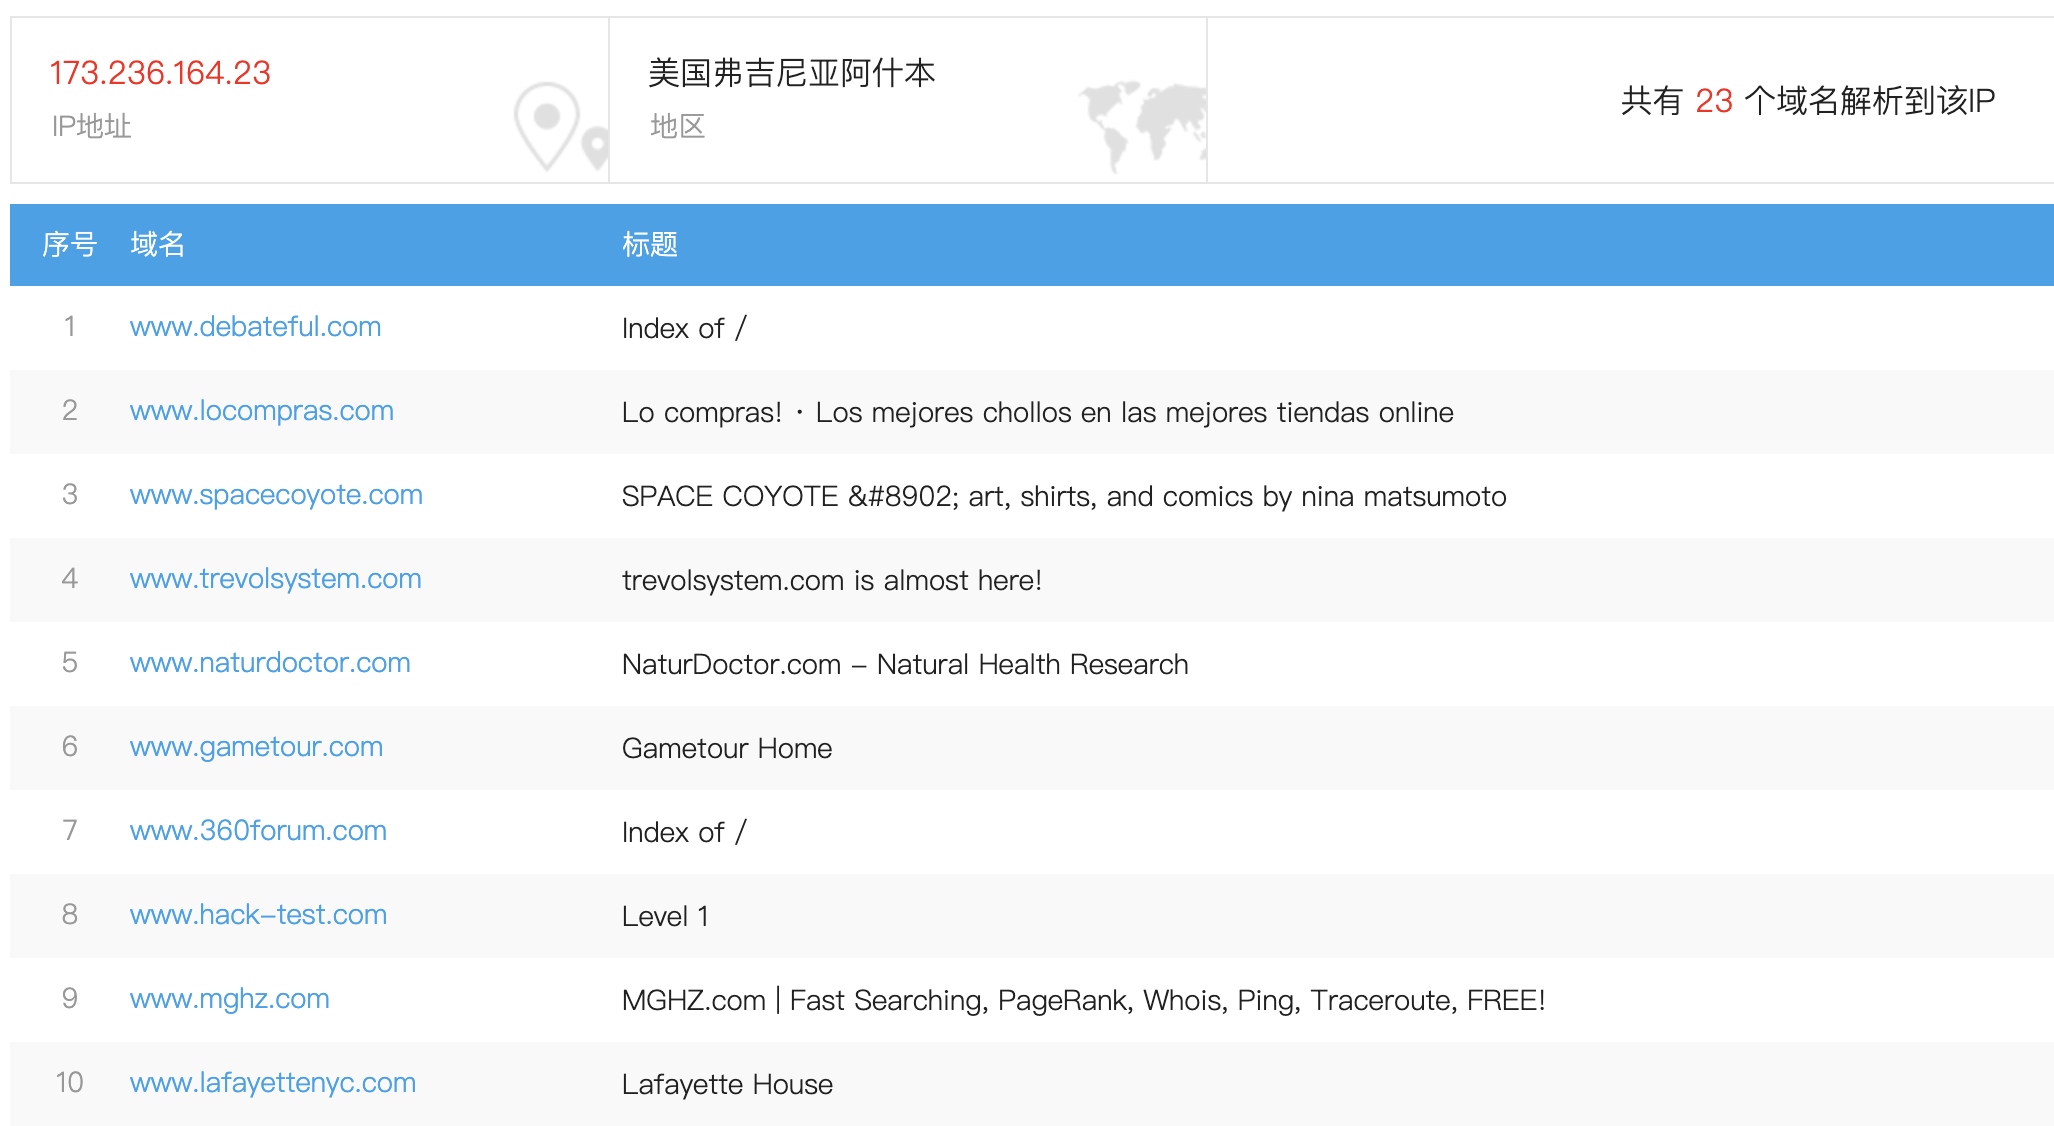 173.236.164.23
IP地址
美国弗吉尼亚阿什本
地区
共有 23 个域名解析到该IP
序号 域名 标题
1 www.debateful.com Index of /
2 www.locompras.com Lo compras! · Los mejores chollos en las mejores tiendas online
3 www.spacecoyote.com SPACE COYOTE &#8902; art, shirts, and comics by nina matsumoto
4 www.trevolsystem.com trevolsystem.com is almost here!
5 www.naturdoctor.com NaturDoctor.com – Natural Health Research
6 www.gametour.com Gametour Home
7 www.360forum.com Index of /
8 www.hack-test.com Level 1
9 www.mghz.com MGHZ.com | Fast Searching, PageRank, Whois, Ping, Traceroute, FREE!
10 www.lafayettenyc.com Lafayette House